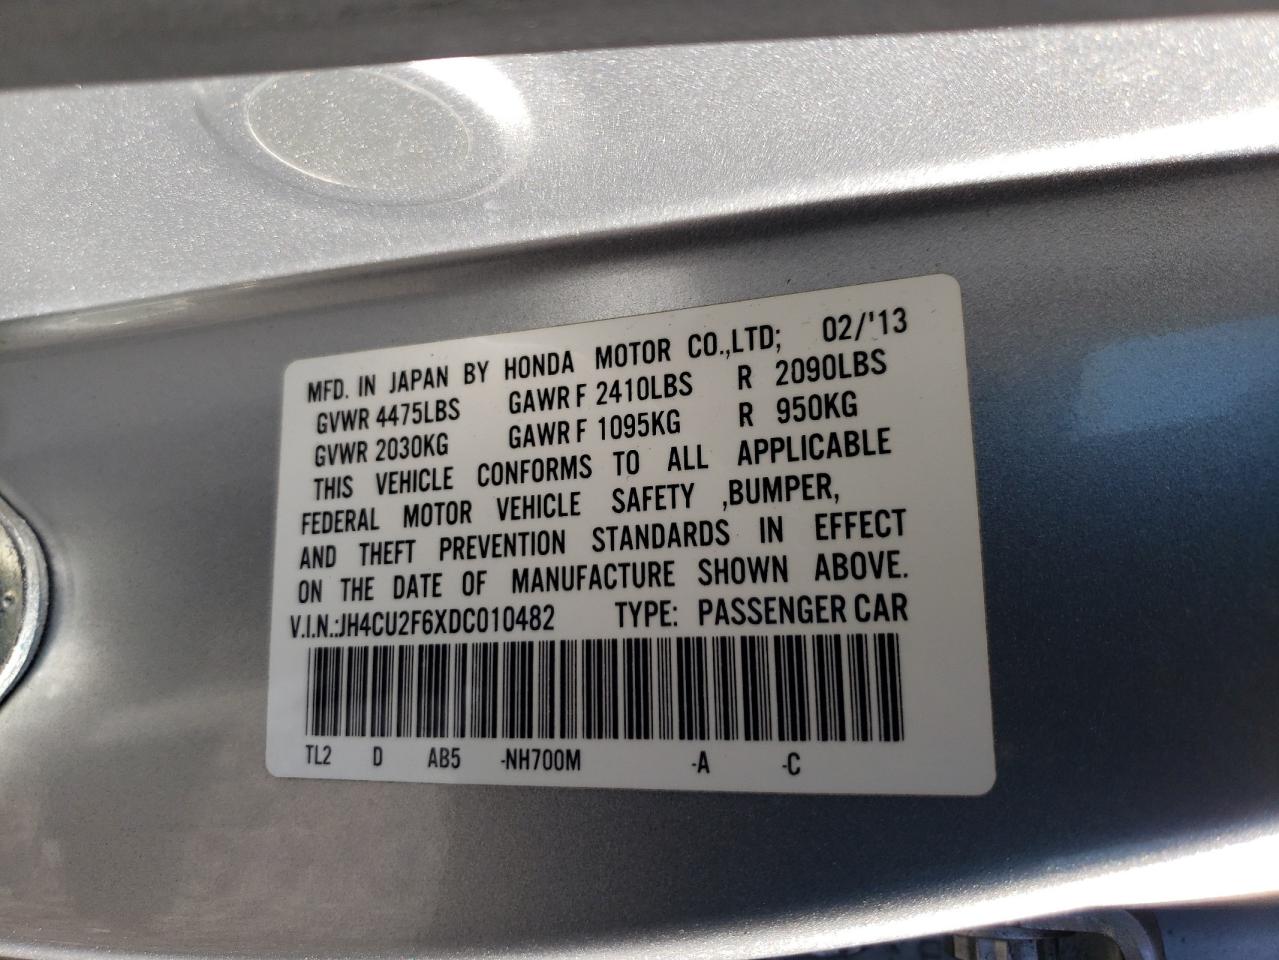 MFD. IN JAPAN BY HONDA MOTOR CO.,LTD; 02/'13
GVWR 4475LBS GAWR F 2410LBS R 2090LBS
GVWR 2030KG GAWR F 1095KG R 950KG
THIS VEHICLE CONFORMS TO ALL APPLICABLE
FEDERAL MOTOR VEHICLE SAFETY ,BUMPER,
AND THEFT PREVENTION STANDARDS IN EFFECT
ON THE DATE OF MANUFACTURE SHOWN ABOVE.
V.I.N.:JH4CU2F6XDC010482 TYPE: PASSENGER CAR
TL2 D AB5 -NH700M -A -C